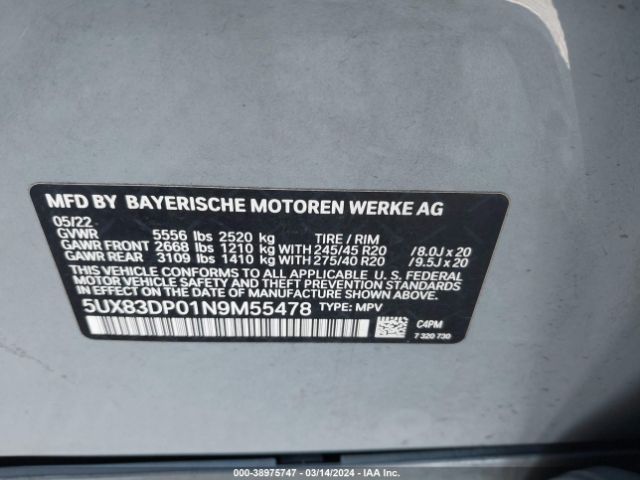 MFD BY BAYERISCHE MOTOREN WERKE AG
05/22
GVWR 5556 lbs 2520 kg TIRE / RIM
GAWR FRONT 2668 lbs 1210 kg WITH 245/45 R20 /8.0J x 20
GAWR REAR 3109 lbs 1410 kg WITH 275/40 R20 /9.5J x 20
THIS VEHICLE CONFORMS TO ALL APPLICABLE U. S. FEDERAL
MOTOR VEHICLE SAFETY AND THEFT PREVENTION
STANDARDS IN EFFECT ON THE DATE OF MANUFACTURE SHOWN ABOVE.
5UX83DP01N9M55478 TYPE: MPV
C4PM
7 320 730
000-38975747 - 03/14/2024 - IAA Inc.